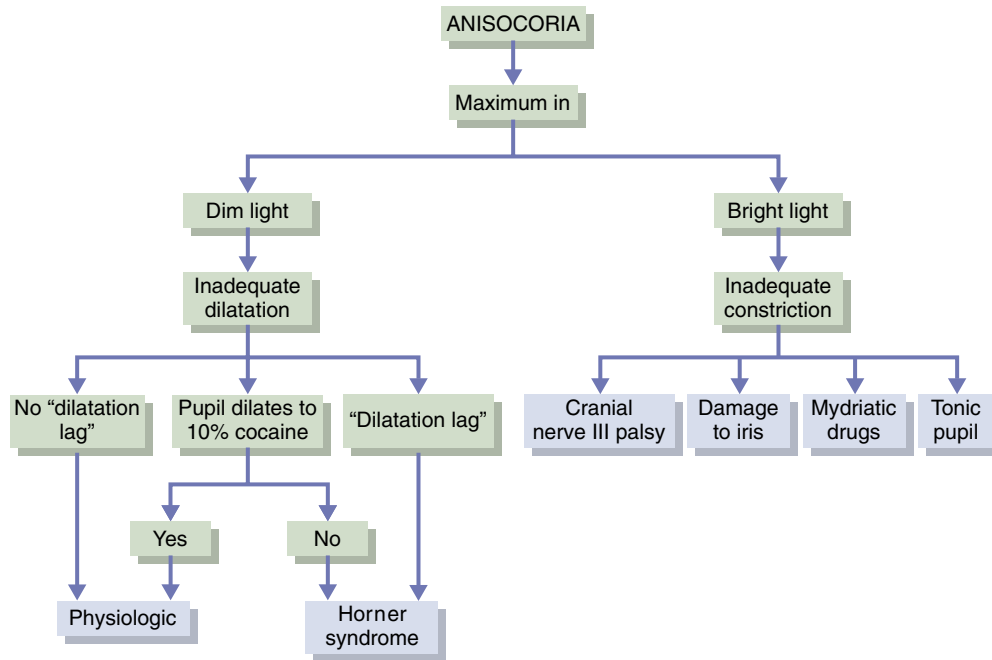 ANISOCORIA
Maximum in
Dim light
Bright light
Inadequate
dilatation
Inadequate
constriction
No “dilatation
lag”
Pupil dilates to
10% cocaine
“Dilatation lag”
Cranial
nerve III palsy
Damage
to iris
Mydriatic
drugs
Tonic
pupil
Yes
No
Physiologic
Horner
syndrome